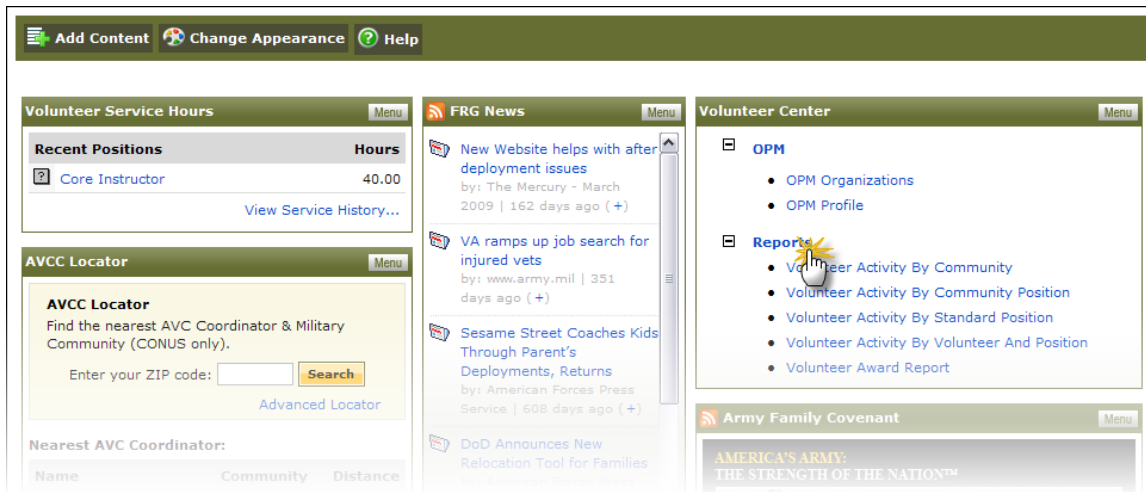 Add Content Change Appearance Help
Volunteer Service Hours Menu
Recent Positions Hours
Core Instructor 40.00
View Service History...
AVCC Locator Menu
AVCC Locator
Find the nearest AVC Coordinator & Military
Community (CONUS only).
Enter your ZIP code: Search
Advanced Locator
Nearest AVC Coordinator:
Name Community Distance
FRG News Menu
New Website helps with after
deployment issues
by: The Mercury - March
2009 | 162 days ago (+)
VA ramps up job search for
injured vets
by: www.army.mil | 351
days ago (+)
Sesame Street Coaches Kids
Through Parent's
Deployments, Returns
by: American Forces Press
Service | 608 days ago (+)
DoD Announces New
Relocation Tool for Families
by: American Forces Press
Volunteer Center Menu
OPM
OPM Organizations
OPM Profile
Reports
Volunteer Activity By Community
Volunteer Activity By Community Position
Volunteer Activity By Standard Position
Volunteer Activity By Volunteer And Position
Volunteer Award Report
Army Family Covenant Menu
AMERICA'S ARMY:
THE STRENGTH OF THE NATION™